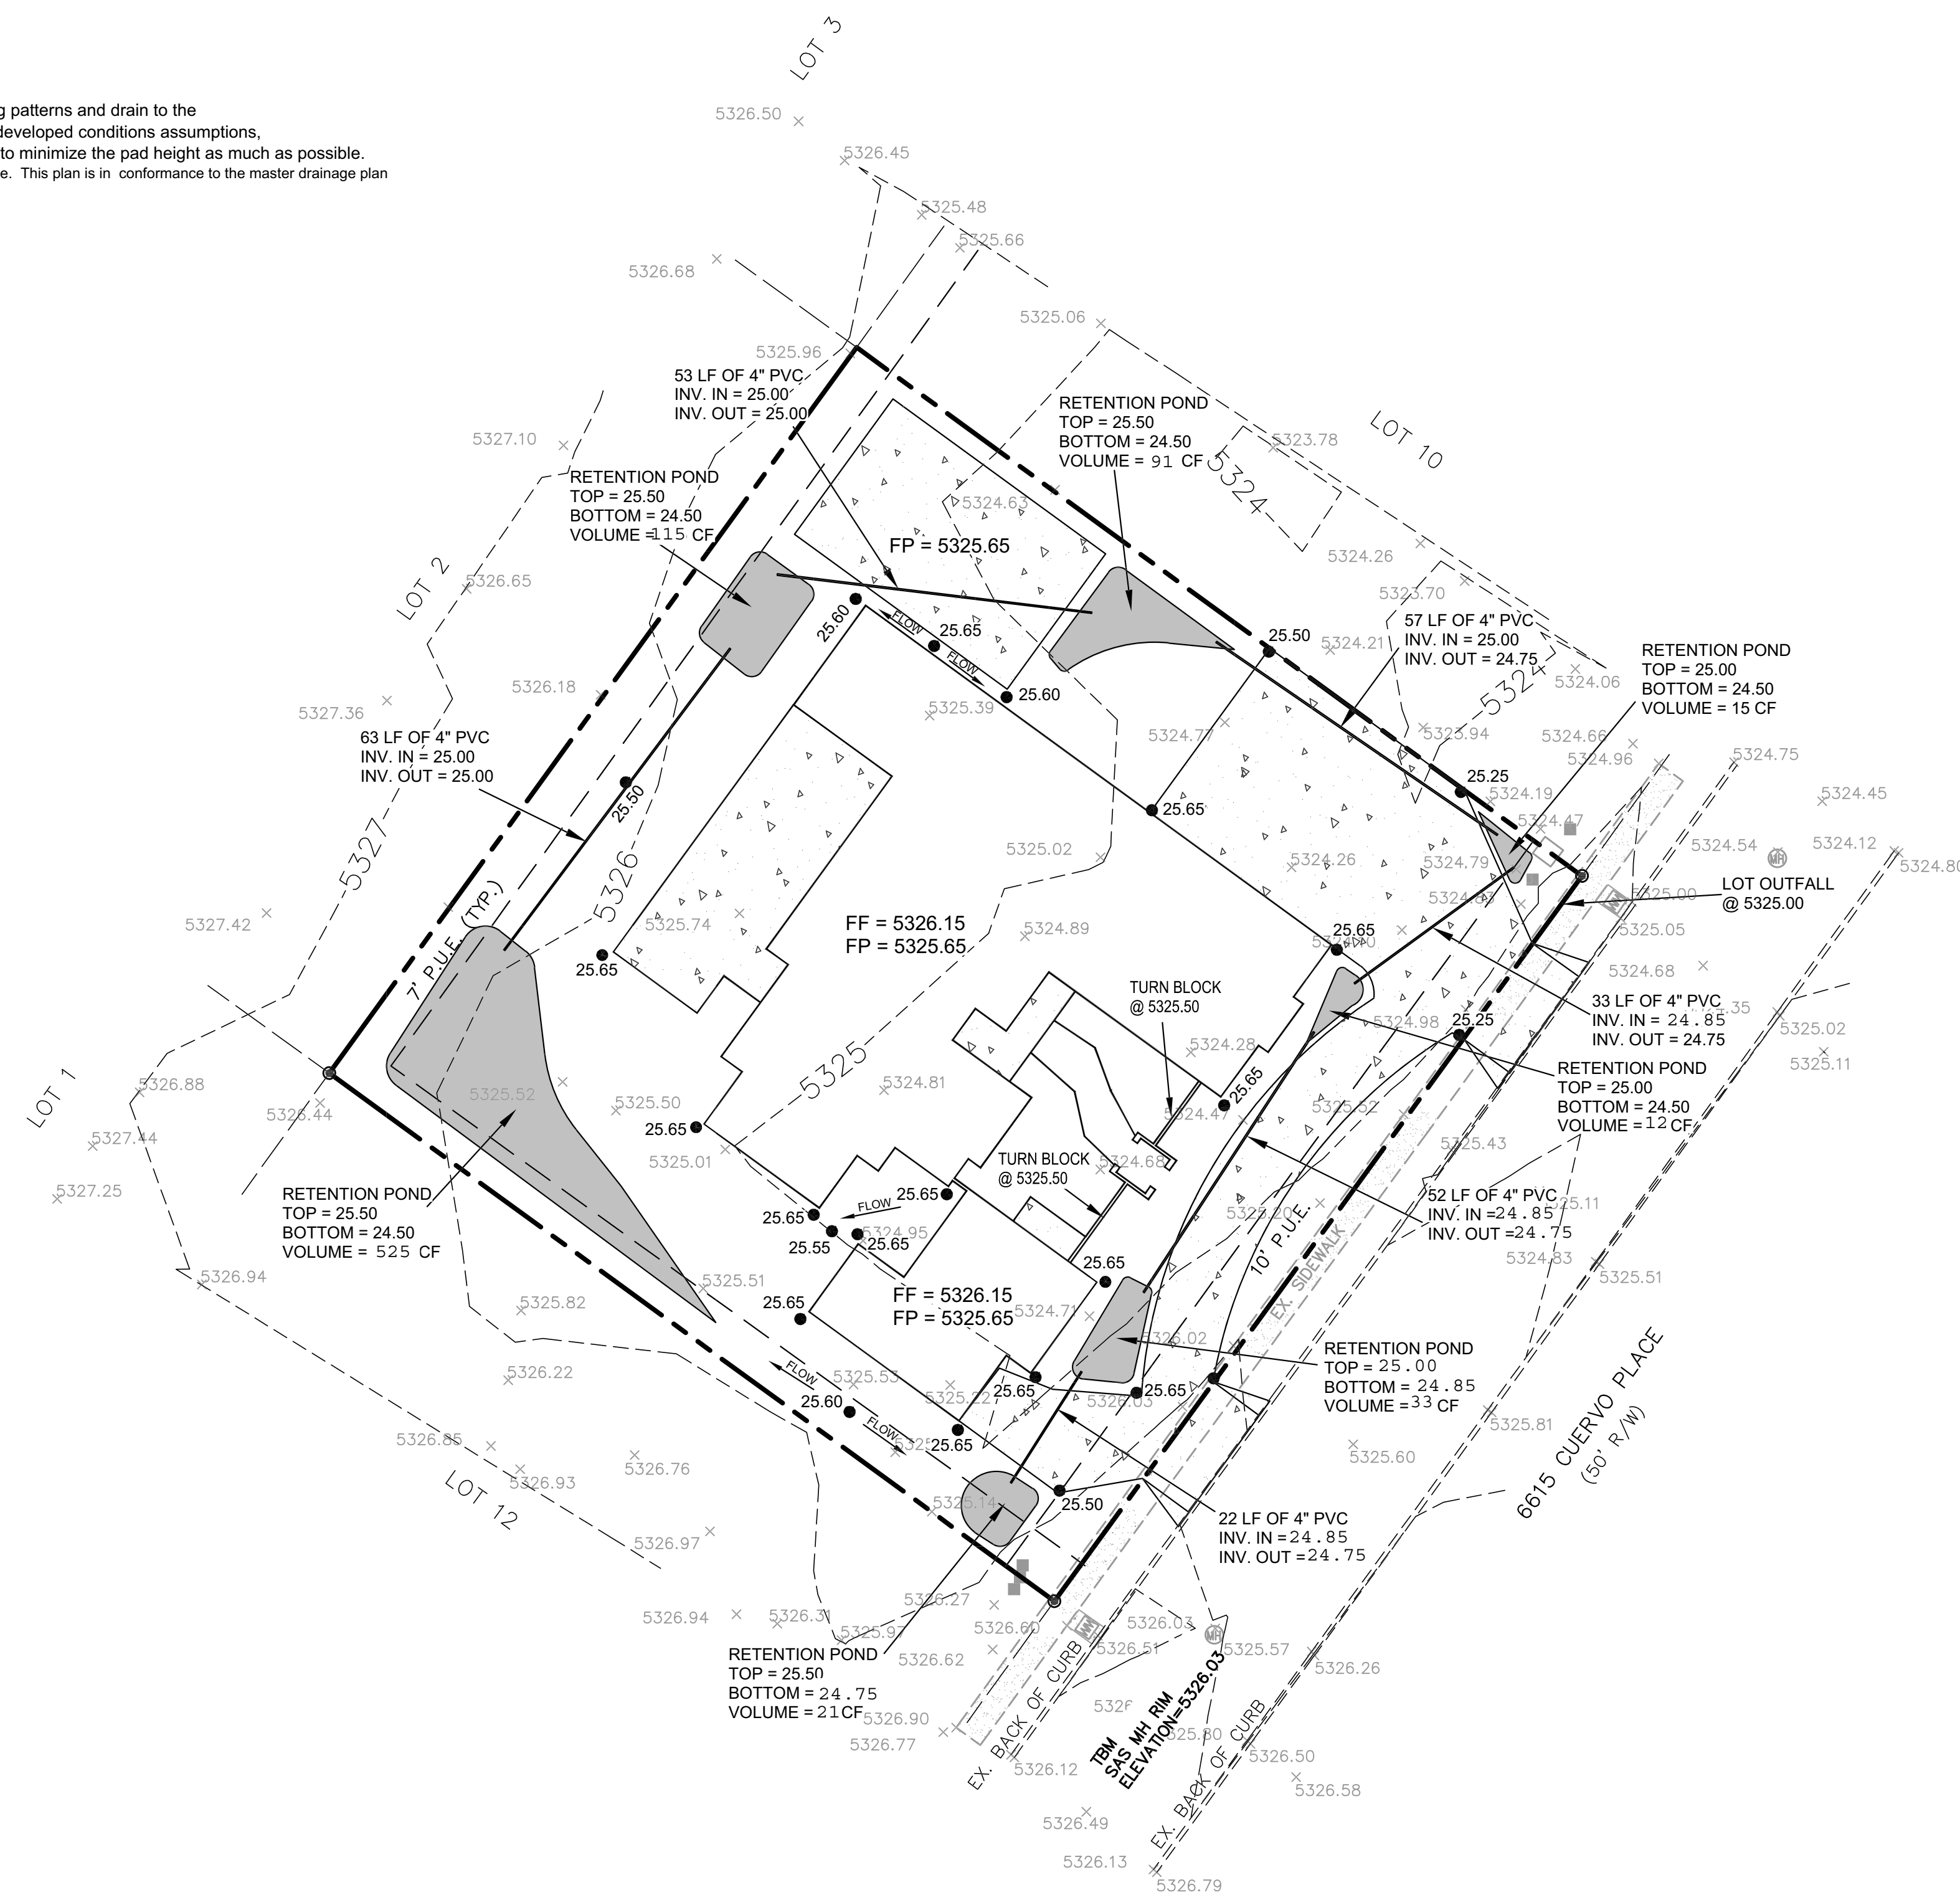 g patterns and drain to the
developed conditions assumptions,
to minimize the pad height as much as possible.
e. This plan is in conformance to the master drainage plan
LOT 3
5326.50
5326.45
5325.48
5325.66
5326.68
5325.06
5325.96
53 LF OF 4" PVC
INV. IN = 25.00
INV. OUT = 25.00
RETENTION POND
TOP = 25.50
BOTTOM = 24.50
VOLUME = 91 CF
LOT 10
5323.78
5324
5327.10
RETENTION POND
TOP = 25.50
BOTTOM = 24.50
VOLUME =115 CF
5324.63
FP = 5325.65
5324.26
5323.70
LOT 2
5326.65
25.60
FLOW
25.65
FLOW
25.60
25.50
5324.21
57 LF OF 4" PVC
INV. IN = 25.00
INV. OUT = 24.75
5324
5324.06
RETENTION POND
TOP = 25.00
BOTTOM = 24.50
VOLUME = 15 CF
5326.18
5327.36
5325.39
5324.77
5325.94
5324.66
5324.96
5324.75
63 LF OF 4" PVC
INV. IN = 25.00
INV. OUT = 25.00
25.50
25.65
25.25
5324.19
5324.47
5324.45
5327
5326
5325.02
5324.26
5324.79
5324.54
MH
5324.12
5324.80
5327.42
7' P.U.E. (TYP.)
5325.74
25.65
FF = 5326.15
FP = 5325.65
5324.89
25.65
5325.00
LOT OUTFALL
@ 5325.00
5325.05
5324.68
TURN BLOCK
@ 5325.50
5324.98
25.25
33 LF OF 4" PVC
INV. IN = 24.85
INV. OUT = 24.75
5325.02
5325.11
5324.28
RETENTION POND
TOP = 25.00
BOTTOM = 24.50
VOLUME =12 CF
LOT 1
5326.88
5326.44
5325.52
5325.50
5325
5324.81
25.65
5324.47
5325.52
5325.43
5327.44
5327.25
25.65
5325.01
TURN BLOCK
@ 5325.50
5324.68
RETENTION POND
TOP = 25.50
BOTTOM = 24.50
VOLUME = 525 CF
25.65
FLOW
25.65
25.55
5324.95
25.65
5325.20
10' P.U.E.
52 LF OF 4" PVC
INV. IN =24.85
INV. OUT =24.75
5324.83
5325.51
EX. SIDEWALK
5326.94
5325.51
5325.82
25.65
25.65
FF = 5326.15
FP = 5325.65
5324.71
5326.02
RETENTION POND
TOP = 25.00
BOTTOM = 24.85
VOLUME =33 CF
6615 CUERVO PLACE
(50' R/W)
5326.22
FLOW
5325.53
5325.22
25.65
25.65
5326.03
25.60
FLOW
25.65
5325.81
5325.60
5326.85
5326.93
5326.76
LOT 12
5325.14
25.50
22 LF OF 4" PVC
INV. IN =24.85
INV. OUT =24.75
5326.97
5326.94
5326.31
5325.97
5326.27
5326.60
5326.62
5326.03
5326.51
MH
5325.57
5326.26
RETENTION POND
TOP = 25.50
BOTTOM = 24.75
VOLUME =21CF
5326.90
5326.77
EX. BACK OF CURB
TBM
SAS MH RIM
ELEVATION=5326.03
EX. BACK OF CURB
5326.12
5326.50
5326.58
5326.49
5326.13
5326.79